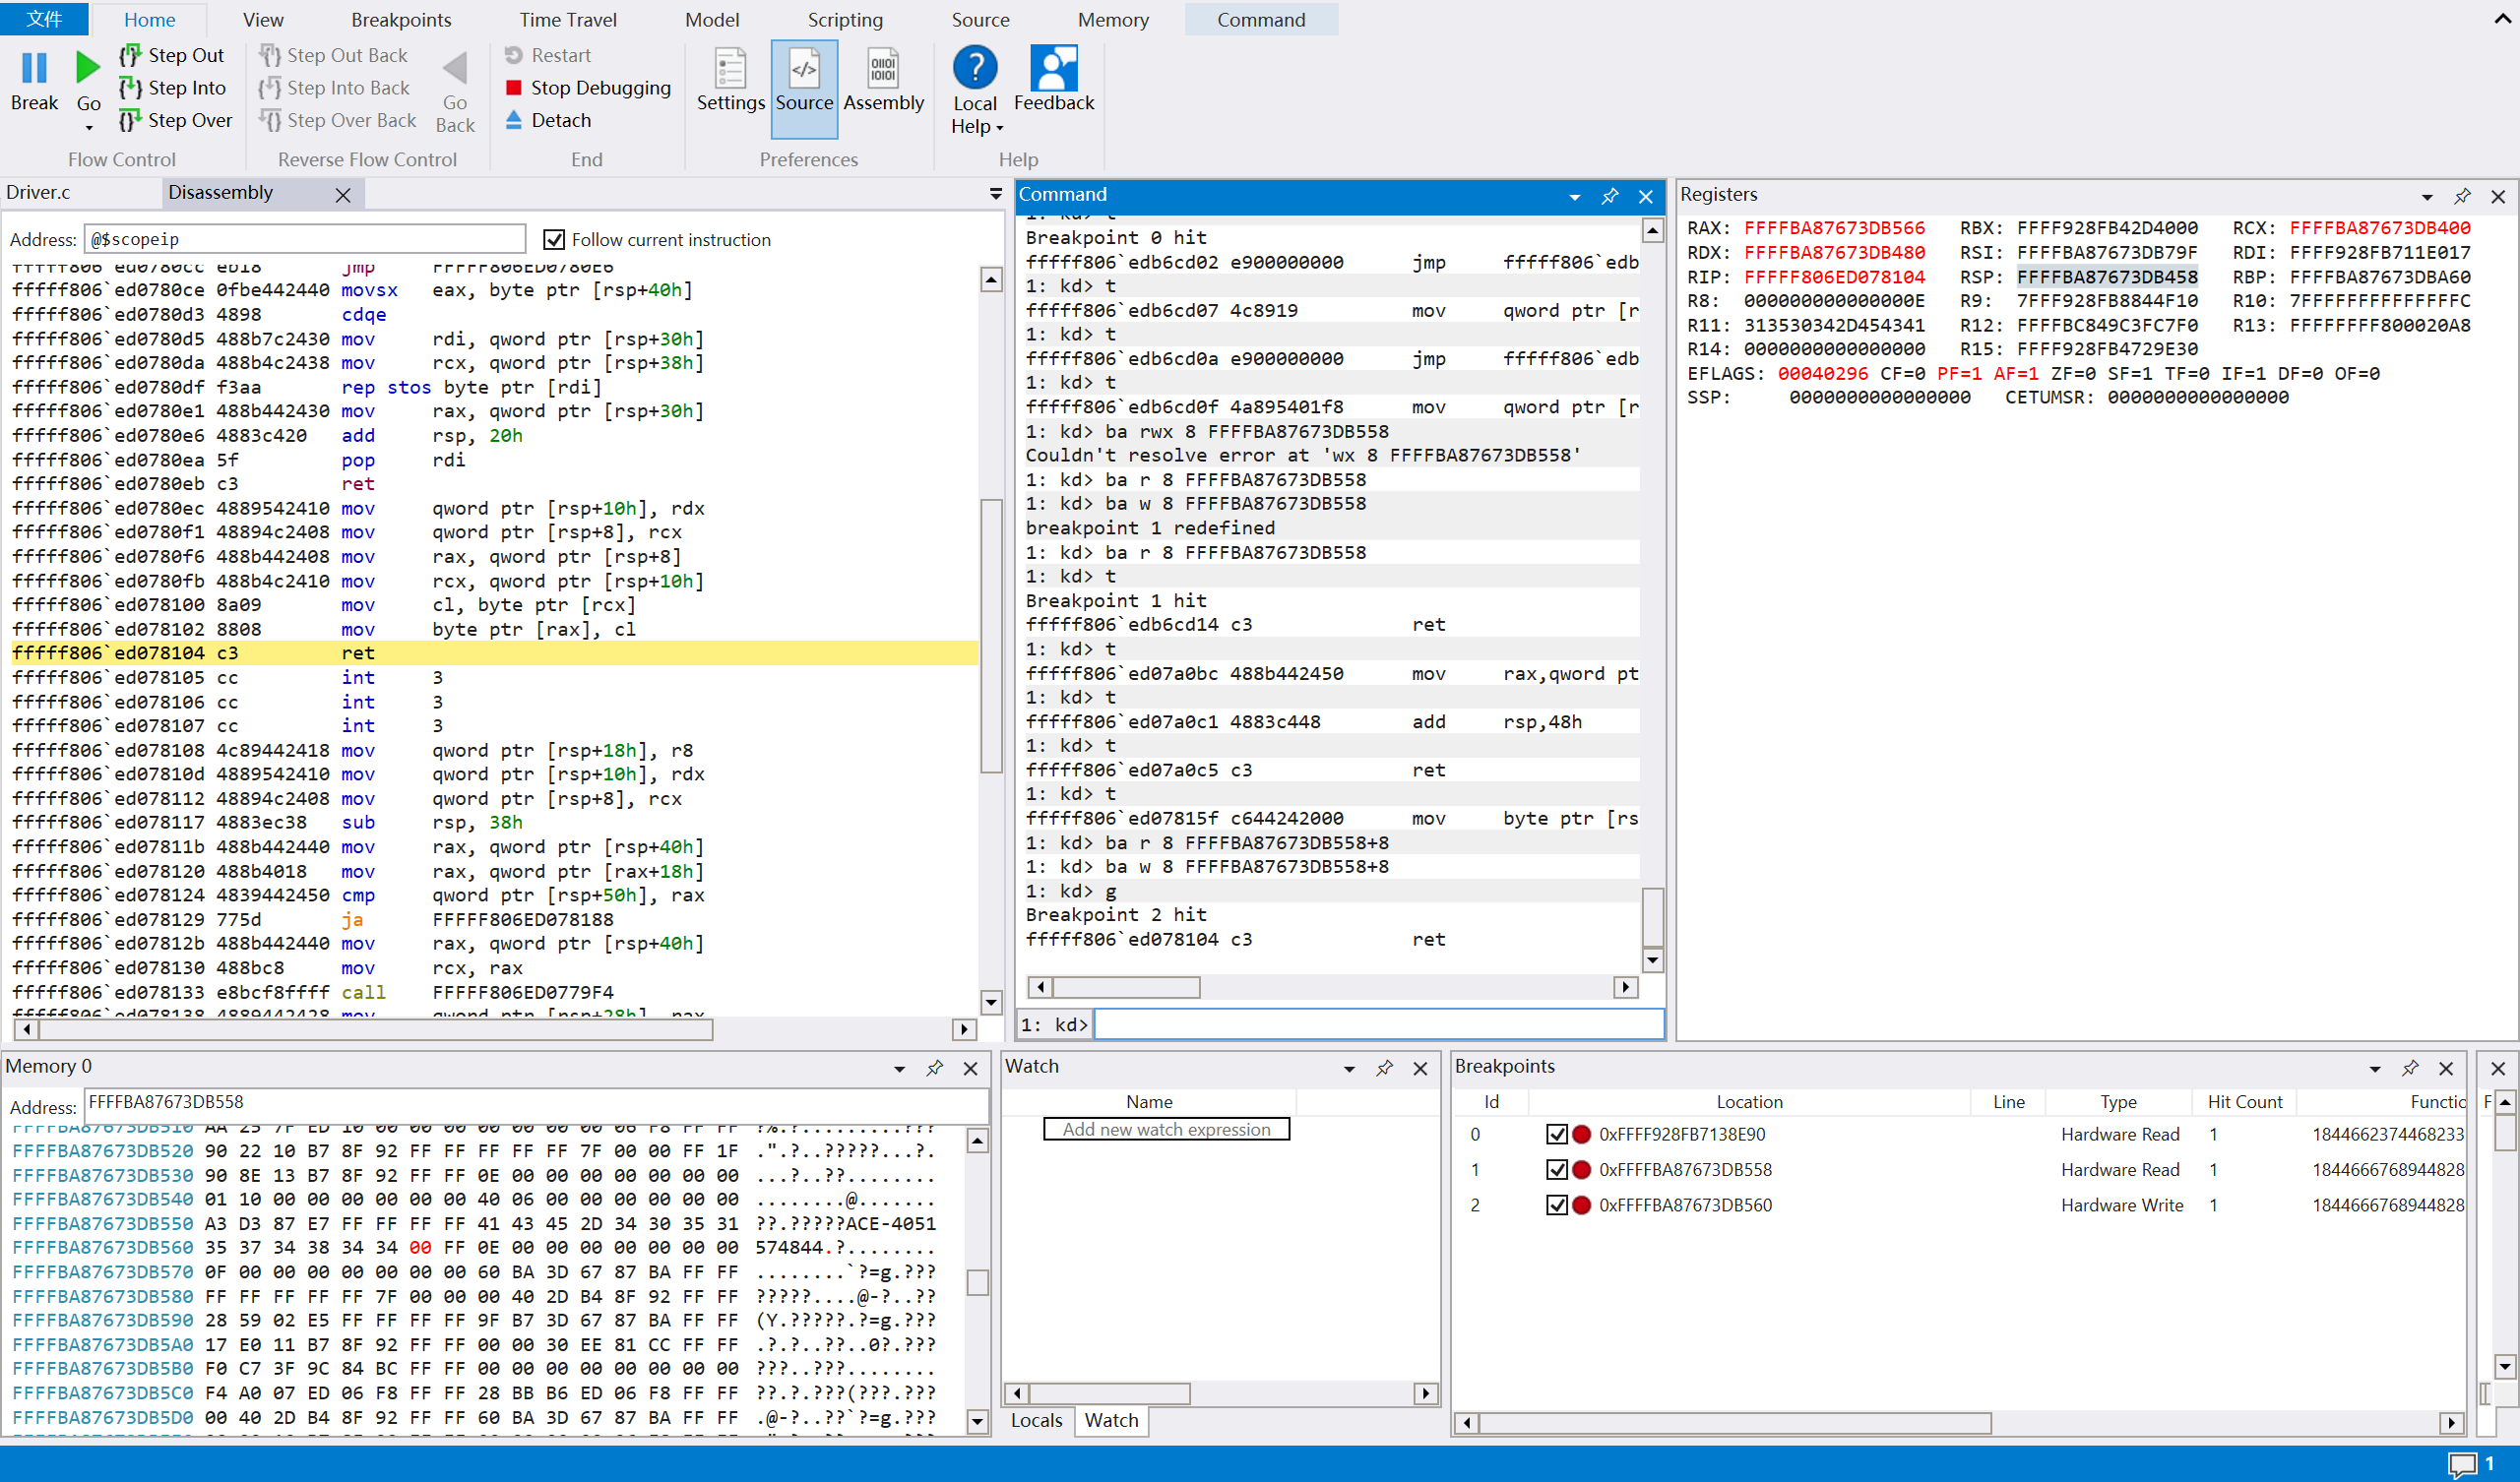 文件 Home View Breakpoints Time Travel Model Scripting Source Memory Command
Break
Go
Step Out
Step Into
Step Over
Flow Control
Step Out Back
Step Into Back
Step Over Back
Go Back
Reverse Flow Control
Restart
Stop Debugging
Detach
End
Settings
Source
Assembly
Preferences
Local Help
Feedback
Help
Driver.c Disassembly
Address: @$scopeip Follow current instruction
fffff806`ed0780cc eb18 jmp FFFFF806ED0780E6
fffff806`ed0780ce 0fbe442440 movsx eax, byte ptr [rsp+40h]
fffff806`ed0780d3 4898 cdqe
fffff806`ed0780d5 488b7c2430 mov rdi, qword ptr [rsp+30h]
fffff806`ed0780da 488b4c2438 mov rcx, qword ptr [rsp+38h]
fffff806`ed0780df f3aa rep stos byte ptr [rdi]
fffff806`ed0780e1 488b442430 mov rax, qword ptr [rsp+30h]
fffff806`ed0780e6 4883c420 add rsp, 20h
fffff806`ed0780ea 5f pop rdi
fffff806`ed0780eb c3 ret
fffff806`ed0780ec 4889542410 mov qword ptr [rsp+10h], rdx
fffff806`ed0780f1 48894c2408 mov qword ptr [rsp+8], rcx
fffff806`ed0780f6 488b442408 mov rax, qword ptr [rsp+8]
fffff806`ed0780fb 488b4c2410 mov rcx, qword ptr [rsp+10h]
fffff806`ed078100 8a09 mov cl, byte ptr [rcx]
fffff806`ed078102 8808 mov byte ptr [rax], cl
fffff806`ed078104 c3 ret
fffff806`ed078105 cc int 3
fffff806`ed078106 cc int 3
fffff806`ed078107 cc int 3
fffff806`ed078108 4c89442418 mov qword ptr [rsp+18h], r8
fffff806`ed07810d 4889542410 mov qword ptr [rsp+10h], rdx
fffff806`ed078112 48894c2408 mov qword ptr [rsp+8], rcx
fffff806`ed078117 4883ec38 sub rsp, 38h
fffff806`ed07811b 488b442440 mov rax, qword ptr [rsp+40h]
fffff806`ed078120 488b4018 mov rax, qword ptr [rax+18h]
fffff806`ed078124 4839442450 cmp qword ptr [rsp+50h], rax
fffff806`ed078129 775d ja FFFFF806ED078188
fffff806`ed07812b 488b442440 mov rax, qword ptr [rsp+40h]
fffff806`ed078130 488bc8 mov rcx, rax
fffff806`ed078133 e8bcf8ffff call FFFFF806ED0779F4
fffff806`ed078138 4889442428 mov qword ptr [rsp+28h], rax
Command
1: kd> t
Breakpoint 0 hit
fffff806`edb6cd02 e900000000 jmp fffff806`edb
1: kd> t
fffff806`edb6cd07 4c8919 mov qword ptr [r
1: kd> t
fffff806`edb6cd0a e900000000 jmp fffff806`edb
1: kd> t
fffff806`edb6cd0f 4a895401f8 mov qword ptr [r
1: kd> ba rwx 8 FFFFBA87673DB558
Couldn't resolve error at 'wx 8 FFFFBA87673DB558'
1: kd> ba r 8 FFFFBA87673DB558
1: kd> ba w 8 FFFFBA87673DB558
breakpoint 1 redefined
1: kd> ba r 8 FFFFBA87673DB558
1: kd> t
Breakpoint 1 hit
fffff806`edb6cd14 c3 ret
1: kd> t
fffff806`ed07a0bc 488b442450 mov rax,qword pt
1: kd> t
fffff806`ed07a0c1 4883c448 add rsp,48h
1: kd> t
fffff806`ed07a0c5 c3 ret
1: kd> t
fffff806`ed07815f c644242000 mov byte ptr [rs
1: kd> ba r 8 FFFFBA87673DB558+8
1: kd> ba w 8 FFFFBA87673DB558+8
1: kd> g
Breakpoint 2 hit
fffff806`ed078104 c3 ret
1: kd>
Registers
RAX: FFFFBA87673DB566 RBX: FFFF928FB42D4000 RCX: FFFFBA87673DB400
RDX: FFFFBA87673DB480 RSI: FFFFBA87673DB79F RDI: FFFF928FB711E017
RIP: FFFFF806ED078104 RSP: FFFFBA87673DB458 RBP: FFFFBA87673DBA60
R8: 000000000000000E R9: 7FFF928FB8844F10 R10: 7FFFFFFFFFFFFFFC
R11: 313530342D454341 R12: FFFFBC849C3FC7F0 R13: FFFFFFFF800020A8
R14: 0000000000000000 R15: FFFF928FB4729E30
EFLAGS: 00040296 CF=0 PF=1 AF=1 ZF=0 SF=1 TF=0 IF=1 DF=0 OF=0
SSP: 0000000000000000 CETUMSR: 0000000000000000
Memory 0
Address: FFFFBA87673DB558
FFFFBA87673DB510 AA 25 7F ED 10 00 00 00 00 00 00 00 06 F8 FF FF ?%.?.........???
FFFFBA87673DB520 90 22 10 B7 8F 92 FF FF FF FF FF 7F 00 00 FF 1F .".?..?????...?.
FFFFBA87673DB530 90 8E 13 B7 8F 92 FF FF 0E 00 00 00 00 00 00 00 ...?..??........
FFFFBA87673DB540 01 10 00 00 00 00 00 00 40 06 00 00 00 00 00 00 ........@.......
FFFFBA87673DB550 A3 D3 87 E7 FF FF FF FF 41 43 45 2D 34 30 35 31 ??.?????ACE-4051
FFFFBA87673DB560 35 37 34 38 34 34 00 FF 0E 00 00 00 00 00 00 00 574844.?........
FFFFBA87673DB570 0F 00 00 00 00 00 00 00 60 BA 3D 67 87 BA FF FF ........`?=g.???
FFFFBA87673DB580 FF FF FF FF FF 7F 00 00 00 40 2D B4 8F 92 FF FF ?????....@-?..??
FFFFBA87673DB590 28 59 02 E5 FF FF FF FF 9F B7 3D 67 87 BA FF FF (Y.?????.?=g.???
FFFFBA87673DB5A0 17 E0 11 B7 8F 92 FF FF 00 00 30 EE 81 CC FF FF .?.?..??..0?.???
FFFFBA87673DB5B0 F0 C7 3F 9C 84 BC FF FF 00 00 00 00 00 00 00 00 ???..???........
FFFFBA87673DB5C0 F4 A0 07 ED 06 F8 FF FF 28 BB B6 ED 06 F8 FF FF ??.?.???(???.???
FFFFBA87673DB5D0 00 40 2D B4 8F 92 FF FF 60 BA 3D 67 87 BA FF FF .@-?..??`?=g.???
Watch
Name
Add new watch expression
Locals Watch
Breakpoints
Id Location Line Type Hit Count Functio
0 0xFFFF928FB7138E90 Hardware Read 1 1844662374468233
1 0xFFFFBA87673DB558 Hardware Read 1 1844666768944828
2 0xFFFFBA87673DB560 Hardware Write 1 1844666768944828
F
1